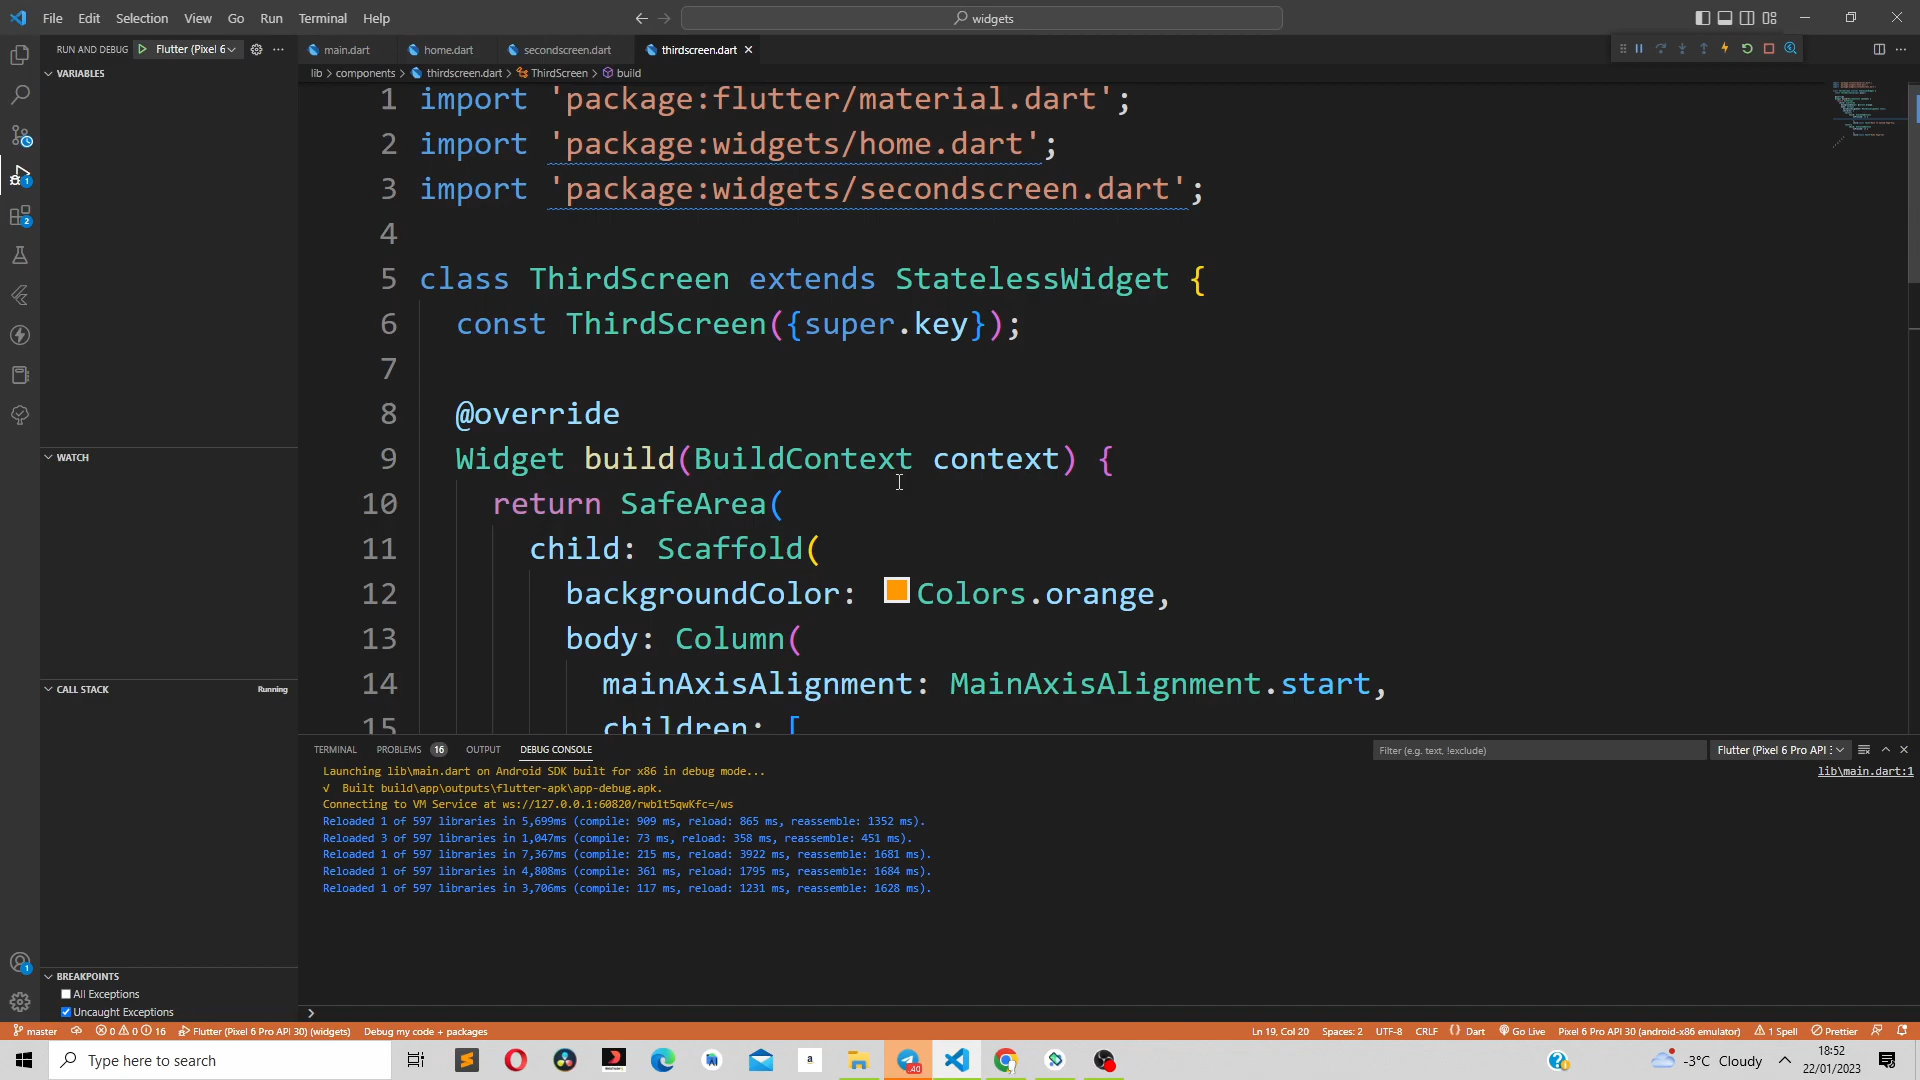 File Edit Selection View Go Run Terminal Help
widgets
RUN AND DEBUG Flutter (Pixel 6
main.dart home.dart secondscreen.dart thirdscreen.dart
lib > components > thirdscreen.dart > ThirdScreen > build
VARIABLES
WATCH
CALL STACK Running
BREAKPOINTS
All Exceptions
Uncaught Exceptions
1 import 'package:flutter/material.dart';
2 import 'package:widgets/home.dart';
3 import 'package:widgets/secondscreen.dart';
4
5 class ThirdScreen extends StatelessWidget {
6 const ThirdScreen({super.key});
7
8 @override
9 Widget build(BuildContext context) {
10 return SafeArea(
11 child: Scaffold(
12 backgroundColor: Colors.orange,
13 body: Column(
14 mainAxisAlignment: MainAxisAlignment.start,
15 children: [
TERMINAL PROBLEMS 16 OUTPUT DEBUG CONSOLE
Filter (e.g. text, !exclude)
Flutter (Pixel 6 Pro API :
Launching lib\main.dart on Android SDK built for x86 in debug mode...
lib\main.dart:1
√ Built build\app\outputs\flutter-apk\app-debug.apk.
Connecting to VM Service at ws://127.0.0.1:60820/rwb1t5qwKfc=/ws
Reloaded 1 of 597 libraries in 5,699ms (compile: 909 ms, reload: 865 ms, reassemble: 1352 ms).
Reloaded 3 of 597 libraries in 1,047ms (compile: 73 ms, reload: 358 ms, reassemble: 451 ms).
Reloaded 1 of 597 libraries in 7,367ms (compile: 215 ms, reload: 3922 ms, reassemble: 1681 ms).
Reloaded 1 of 597 libraries in 4,808ms (compile: 361 ms, reload: 1795 ms, reassemble: 1684 ms).
Reloaded 1 of 597 libraries in 3,706ms (compile: 117 ms, reload: 1231 ms, reassemble: 1628 ms).
master 0 0 16 Flutter (Pixel 6 Pro API 30) (widgets) Debug my code + packages
Ln 19, Col 20 Spaces: 2 UTF-8 CRLF { } Dart Go Live Pixel 6 Pro API 30 (android-x86 emulator) 1 Spell Prettier
Type here to search
-3°C Cloudy
18:52
22/01/2023